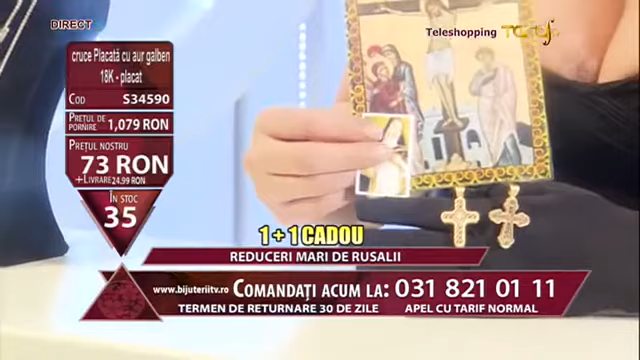 DIRECT
Teleshopping
cruce Placată cu aur galben
18K - placat
COD S34590
PREȚUL DE PORNIRE 1,079 RON
PREȚUL NOSTRU
73 RON
+LIVRARE 24.99 RON
ÎN STOC
35
1 + 1 CADOU
REDUCERI MARI DE RUSALII
www.bijuteriitv.ro COMANDAȚI ACUM LA: 031 821 01 11
TERMEN DE RETURNARE 30 DE ZILE APEL CU TARIF NORMAL